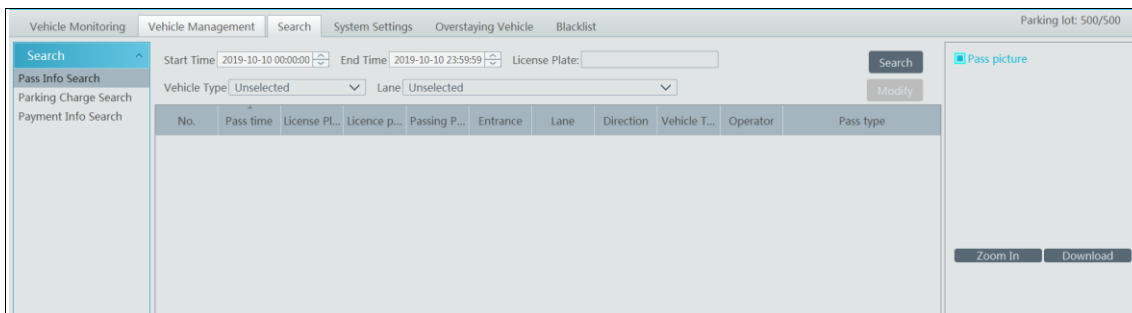 Vehicle Monitoring Vehicle Management Search System Settings Overstaying Vehicle Blacklist Parking lot: 500/500
Search
Pass Info Search
Parking Charge Search
Payment Info Search
Start Time 2019-10-10 00:00:00 End Time 2019-10-10 23:59:59 License Plate: Search
Vehicle Type Unselected Lane Unselected Modify
No. Pass time License Pl... Licence p... Passing P... Entrance Lane Direction Vehicle T... Operator Pass type
Pass picture
Zoom In Download